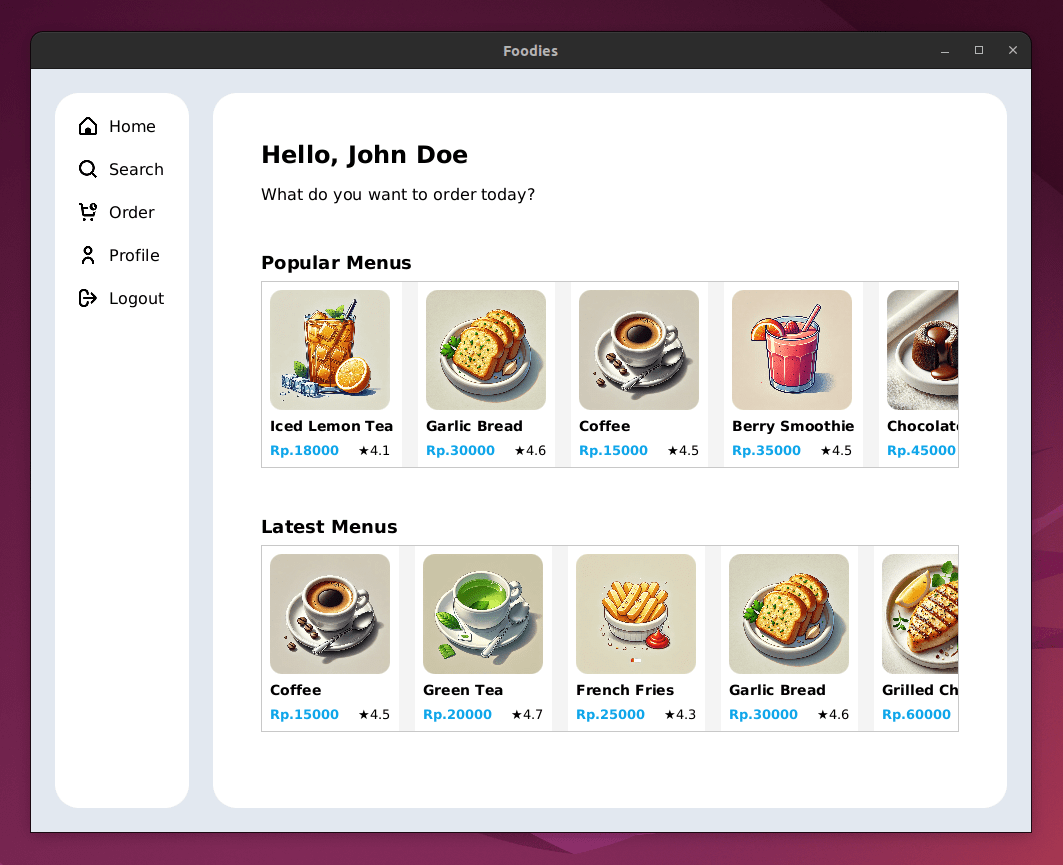 Foodies
Home
Search
Order
Profile
Logout
Hello, John Doe
What do you want to order today?
Popular Menus
Iced Lemon Tea
Rp.18000 ★4.1
Garlic Bread
Rp.30000 ★4.6
Coffee
Rp.15000 ★4.5
Berry Smoothie
Rp.35000 ★4.5
Chocolate
Rp.45000
Latest Menus
Coffee
Rp.15000 ★4.5
Green Tea
Rp.20000 ★4.7
French Fries
Rp.25000 ★4.3
Garlic Bread
Rp.30000 ★4.6
Grilled Ch
Rp.60000